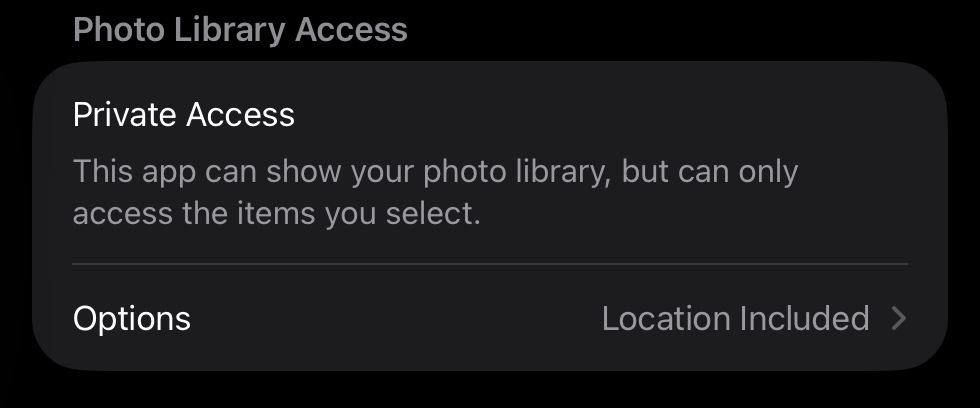 Photo Library Access
Private Access
This app can show your photo library, but can only
access the items you select.
Options
Location Included